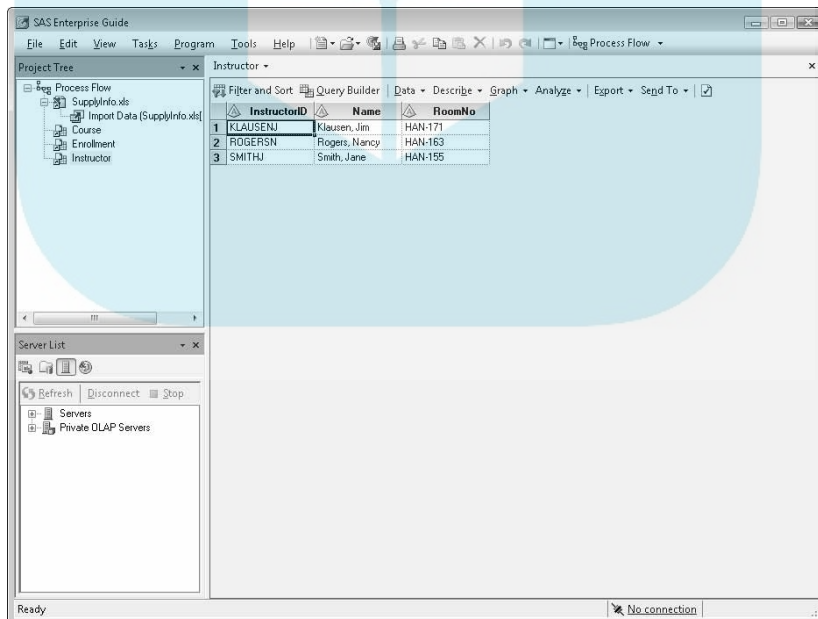 SAS Enterprise Guide
File Edit View Tasks Program Tools Help Process Flow
Project Tree
Process Flow
SupplyInfo.xls
Import Data (SupplyInfo.xls[
Course
Enrollment
Instructor
Server List
Refresh Disconnect Stop
Servers
Private OLAP Servers
Instructor
Filter and Sort Query Builder Data Describe Graph Analyze Export Send To
InstructorID Name RoomNo
1 KLAUSENJ Klausen, Jim HAN-171
2 ROGERSN Rogers, Nancy HAN-163
3 SMITHJ Smith, Jane HAN-155
Ready No connection